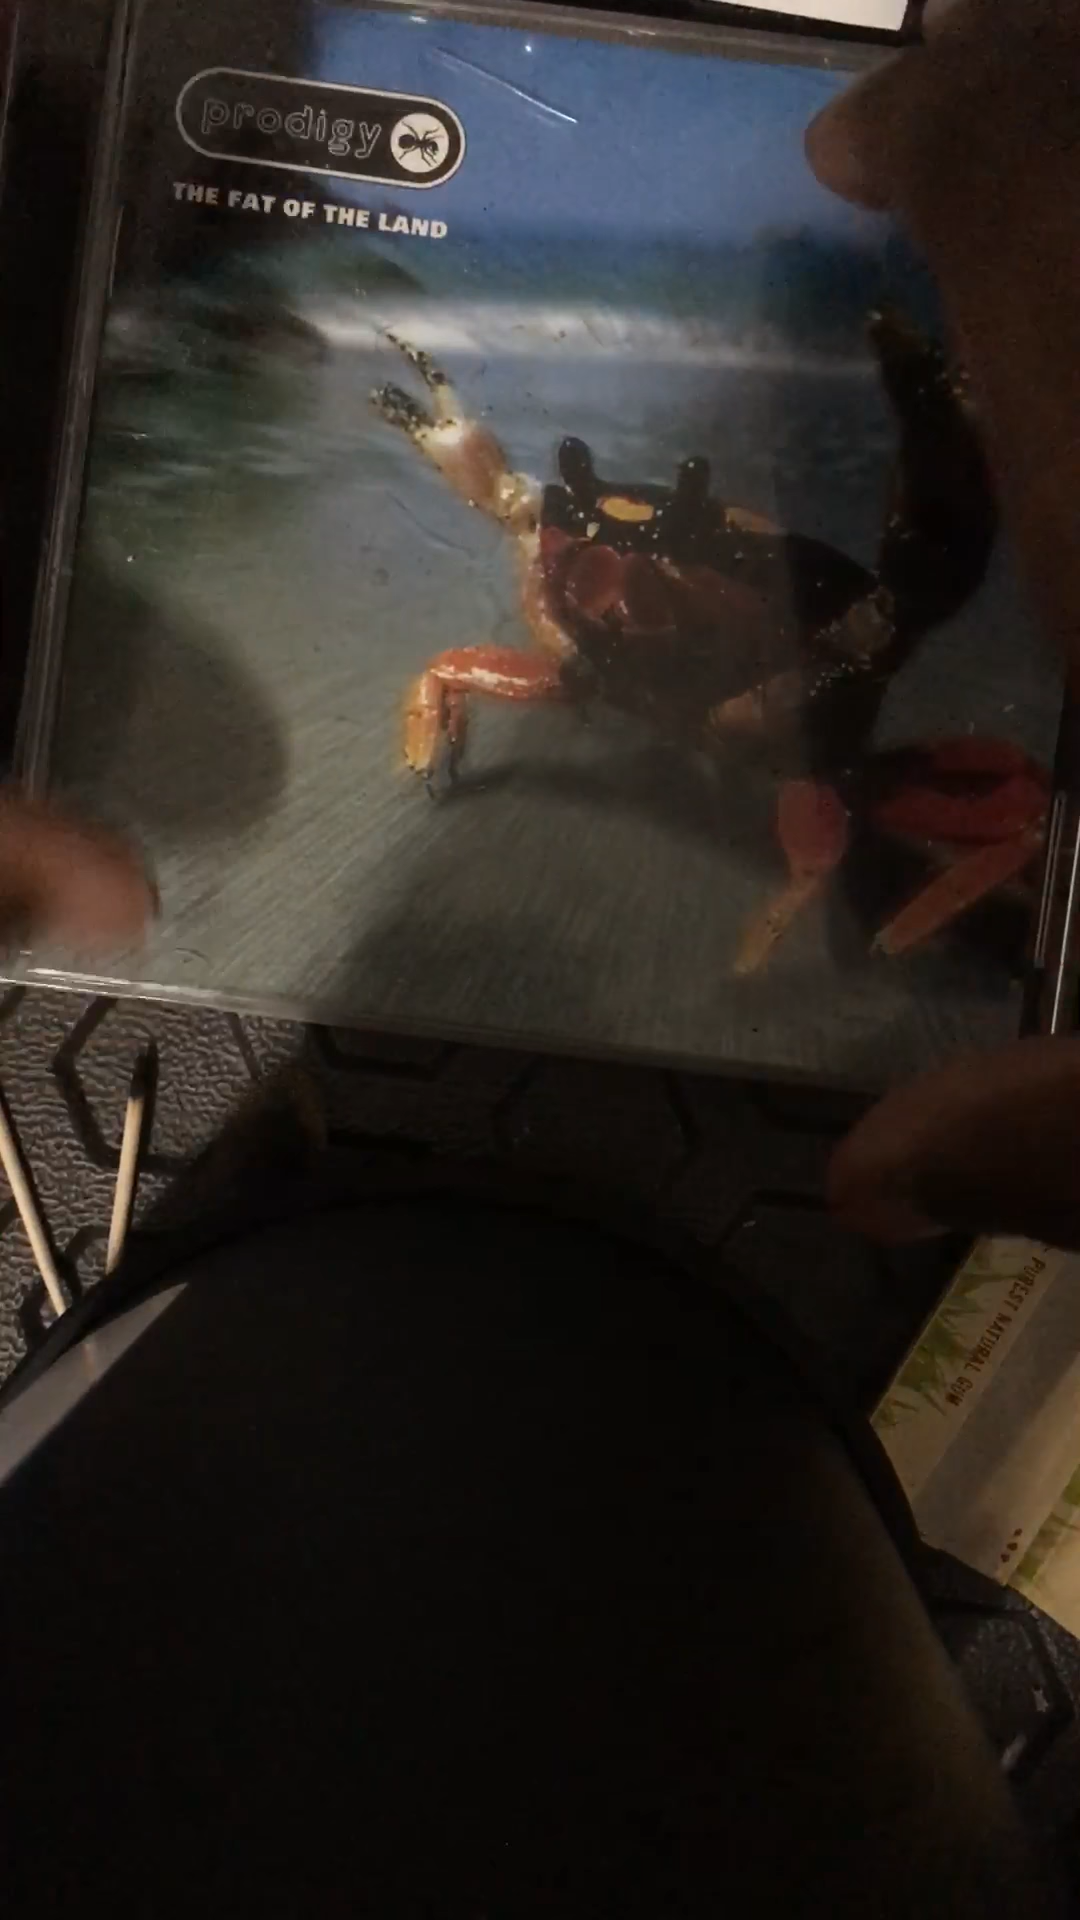 prodigy
THE FAT OF THE LAND
PUREST NATURAL GUM